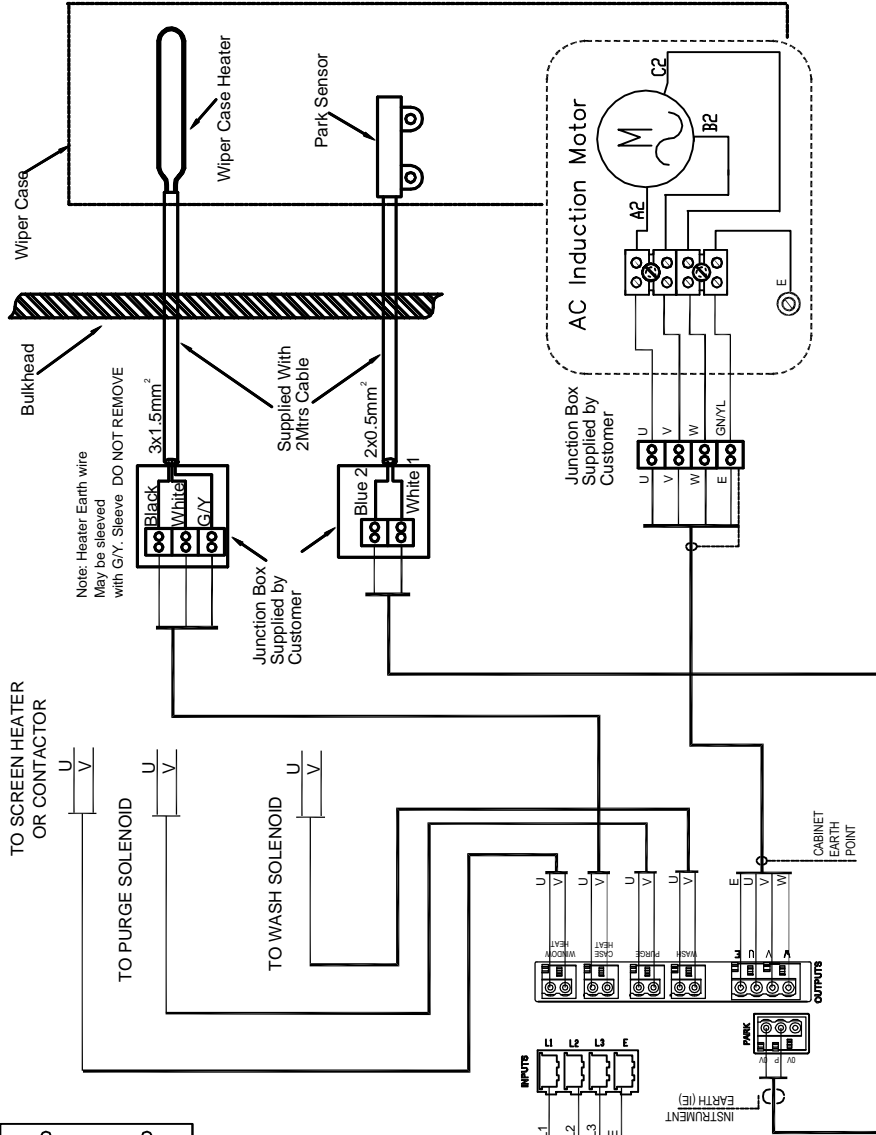 Wiper Case
Wiper Case Heater
Park Sensor
Bulkhead
Supplied With
2Mtrs Cable
3x1.5mm²
2x0.5mm²
Note: Heater Earth wire
May be sleeved
with G/Y. Sleeve DO NOT REMOVE
Black
White
G/Y
Blue 2
White 1
Junction Box
Supplied by
Customer
AC Induction Motor
M
A2
B2
C2
E
Junction Box
Supplied by
Customer
U
V
W
GN/YL
U
V
W
E
TO SCREEN HEATER
OR CONTACTOR
U
V
TO PURGE SOLENOID
U
V
TO WASH SOLENOID
U
V
CABINET
EARTH
POINT
U
V
U
V
U
V
U
V
E
U
V
W
WINDOW
HEAT
CASE
HEAT
PURGE
WASH
E
U
V
W
OUTPUTS
INPUTS
L1
L2
L3
E
L1
L2
L3
E
PARK
0V
P
0V
INSTRUMENT
EARTH (IE)